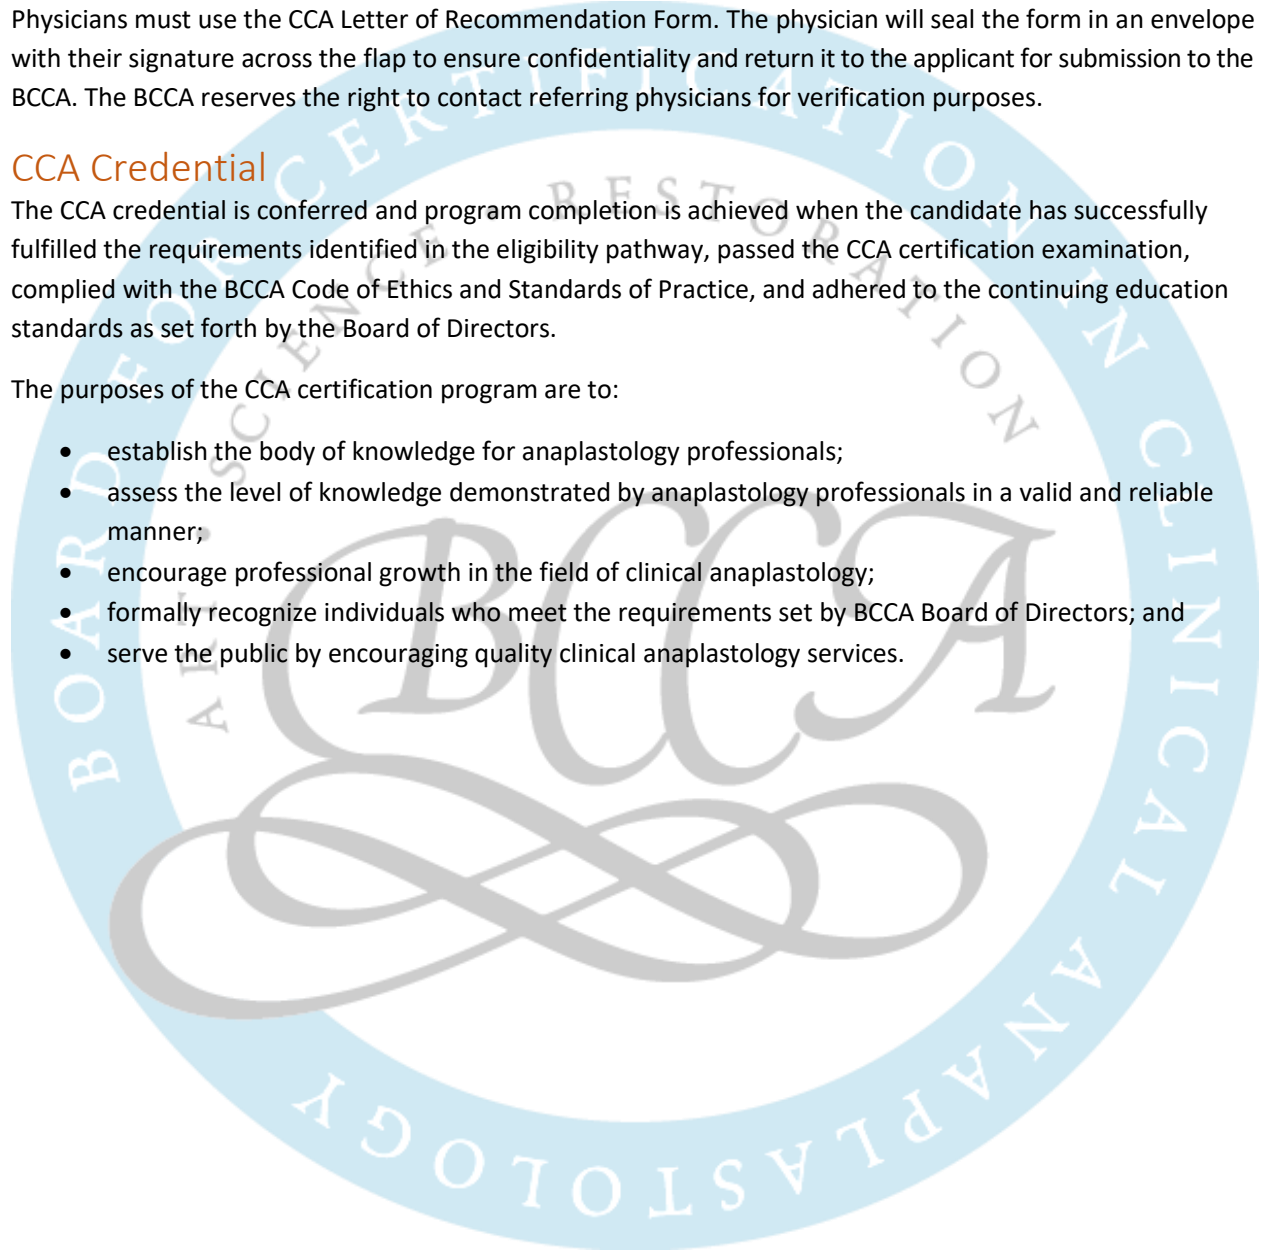 Physicians must use the CCA Letter of Recommendation Form. The physician will seal the form in an envelope
with their signature across the flap to ensure confidentiality and return it to the applicant for submission to the
BCCA. The BCCA reserves the right to contact referring physicians for verification purposes.
CCA Credential
The CCA credential is conferred and program completion is achieved when the candidate has successfully
fulfilled the requirements identified in the eligibility pathway, passed the CCA certification examination,
complied with the BCCA Code of Ethics and Standards of Practice, and adhered to the continuing education
standards as set forth by the Board of Directors.
The purposes of the CCA certification program are to:
• establish the body of knowledge for anaplastology professionals;
• assess the level of knowledge demonstrated by anaplastology professionals in a valid and reliable
manner;
• encourage professional growth in the field of clinical anaplastology;
• formally recognize individuals who meet the requirements set by BCCA Board of Directors; and
• serve the public by encouraging quality clinical anaplastology services.
BOARD FOR CERTIFICATION IN CLINICAL ANAPLASTOLOGY
ART · SCIENCE · RESTORATION
BCCA